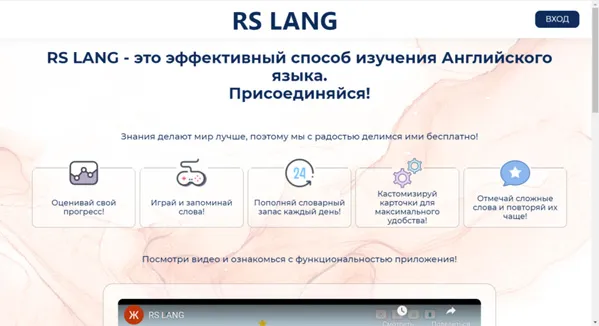 RS LANG
ВХОД
RS LANG - это эффективный способ изучения Английского
языка.
Присоединяйся!
Знания делают мир лучше, поэтому мы с радостью делимся ими бесплатно!
Оценивай свой
прогресс!
Играй и запоминай
слова!
24
Пополняй словарный
запас каждый день!
Кастомизируй
карточки для
максимального
удобства!
Отмечай сложные
слова и повторяй их
чаще!
Посмотри видео и ознакомься с функциональностью приложения!
Ж
RS LANG